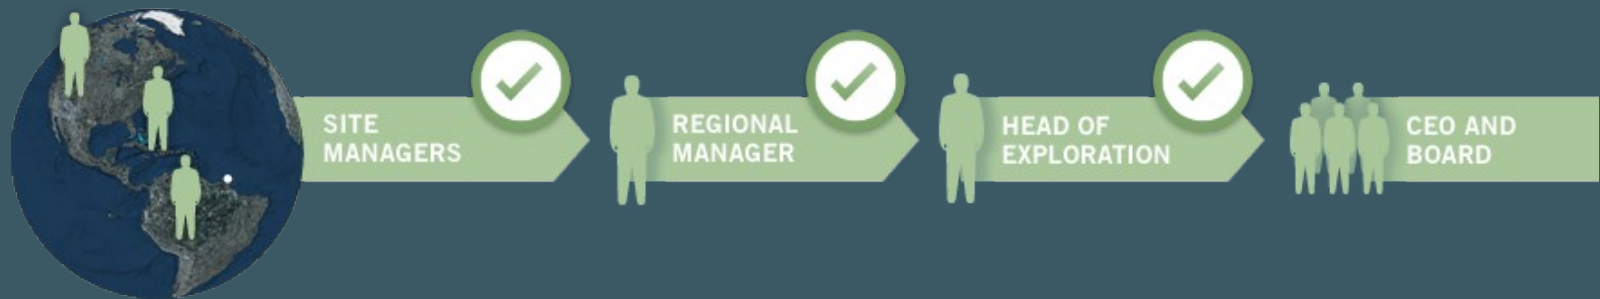 SITE
MANAGERS
REGIONAL
MANAGER
HEAD OF
EXPLORATION
CEO AND
BOARD